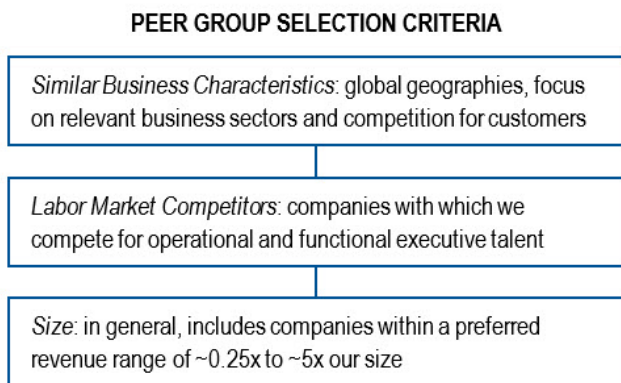 PEER GROUP SELECTION CRITERIA
Similar Business Characteristics: global geographies, focus
on relevant business sectors and competition for customers
Labor Market Competitors: companies with which we
compete for operational and functional executive talent
Size: in general, includes companies within a preferred
revenue range of ~0.25x to ~5x our size